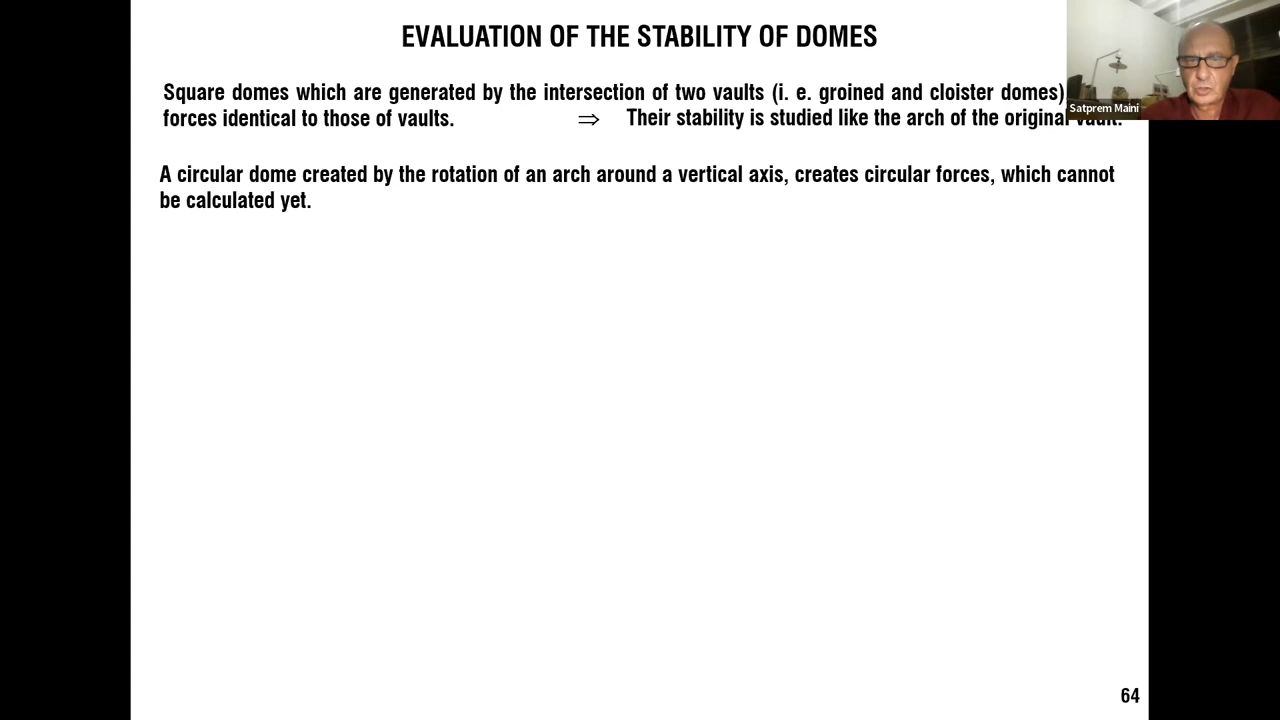 EVALUATION OF THE STABILITY OF DOMES
Square domes which are generated by the intersection of two vaults (i. e. groined and cloister domes)
forces identical to those of vaults. ⇒ Their stability is studied like the arch of the original vault.
A circular dome created by the rotation of an arch around a vertical axis, creates circular forces, which cannot
be calculated yet.
Satprem Maini
64